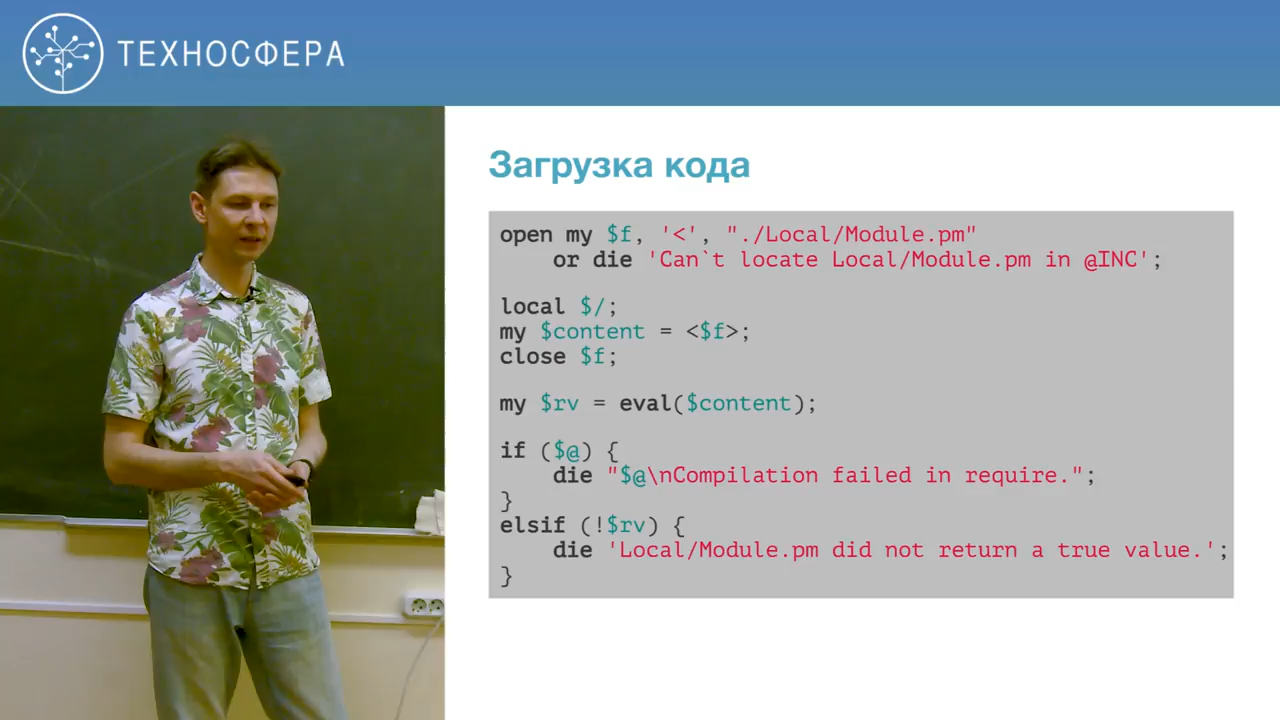 ТЕХНОСФЕРА
Загрузка кода
open my $f, '<', "./Local/Module.pm"
    or die 'Can`t locate Local/Module.pm in @INC';
local $/;
my $content = <$f>;
close $f;
my $rv = eval($content);
if ($@) {
    die "$@\nCompilation failed in require.";
}
elsif (!$rv) {
    die 'Local/Module.pm did not return a true value.';
}